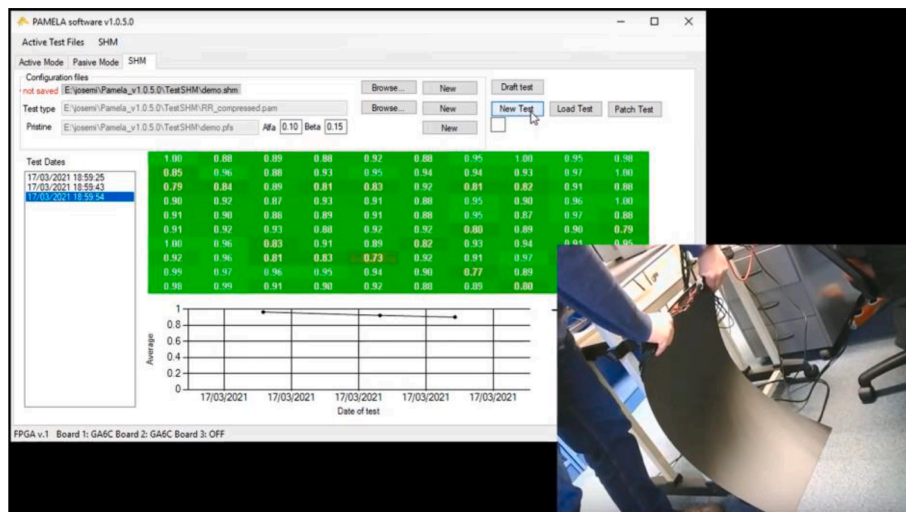 PAMELA software v1.0.5.0
Active Test Files SHM
Active Mode Pasive Mode SHM
Configuration files
not saved E:\josemi\Pamela_v1.0.5.0\TestSHM\demo.shm Browse... New Draft test
Test type E:\josemi\Pamela_v1.0.5.0\TestSHM\RR_compressed.pam Browse... New New Test Load Test Patch Test
Pristine E:\josemi\Pamela_v1.0.5.0\TestSHM\demo.pfs Alfa 0.10 Beta 0.15 New
Test Dates
17/03/2021 18:59:25
17/03/2021 18:59:43
17/03/2021 18:59:54
1.00 0.88 0.89 0.88 0.92 0.88 0.95 1.00 0.95 0.98
0.85 0.96 0.88 0.93 0.95 0.94 0.94 0.93 0.97 1.00
0.79 0.84 0.89 0.81 0.83 0.92 0.81 0.82 0.91 0.88
0.90 0.92 0.87 0.93 0.91 0.88 0.95 0.90 0.96 1.00
0.91 0.90 0.88 0.89 0.91 0.88 0.95 0.87 0.97 0.88
0.91 0.92 0.93 0.88 0.92 0.92 0.80 0.89 0.90 0.79
1.00 0.96 0.83 0.91 0.89 0.82 0.93 0.94 0.91 0.95
0.92 0.96 0.81 0.83 0.73 0.92 0.91 0.97
0.99 0.97 0.96 0.95 0.94 0.90 0.77 0.89
0.98 0.99 0.91 0.90 0.92 0.88 0.89 0.80
1
0.8
0.6
0.4
0.2
0
Average
17/03/2021 17/03/2021 17/03/2021 17/03/2021 17/03/2021
Date of test
FPGA v.1 Board 1: GA6C Board 2: GA6C Board 3: OFF